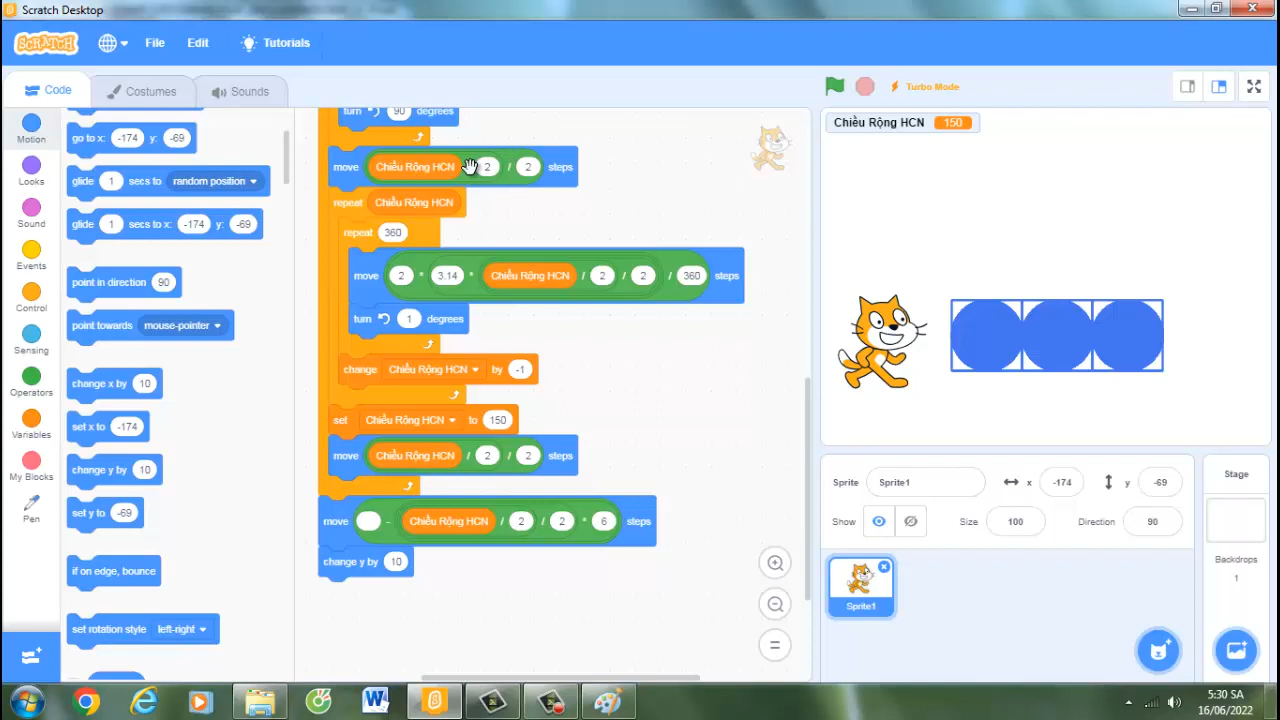 Scratch Desktop
SCRATCH File Edit Tutorials
Code Costumes Sounds
Turbo Mode
Motion
Looks
Sound
Events
Control
Sensing
Operators
Variables
My Blocks
Pen
go to x: -174 y: -69
glide 1 secs to random position
glide 1 secs to x: -174 y: -69
point in direction 90
point towards mouse-pointer
change x by 10
set x to -174
change y by 10
set y to -69
if on edge, bounce
set rotation style left-right
turn 90 degrees
move Chiều Rộng HCN 2 / 2 steps
repeat Chiều Rộng HCN
repeat 360
move 2 * 3.14 * Chiều Rộng HCN / 2 / 2 / 360 steps
turn 1 degrees
change Chiều Rộng HCN by -1
set Chiều Rộng HCN to 150
move Chiều Rộng HCN / 2 / 2 steps
move - Chiều Rộng HCN / 2 / 2 * 6 steps
change y by 10
Chiều Rộng HCN 150
Sprite Sprite1 x -174 y -69
Show Size 100 Direction 90
Sprite1
Stage
Backdrops
1
5:30 SA
16/06/2022